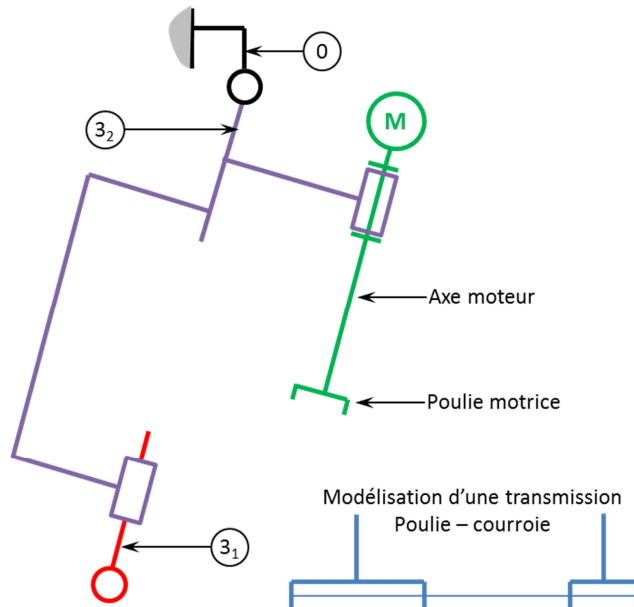 0
3₂
M
Axe moteur
Poulie motrice
Modélisation d'une transmission
Poulie – courroie
3₁